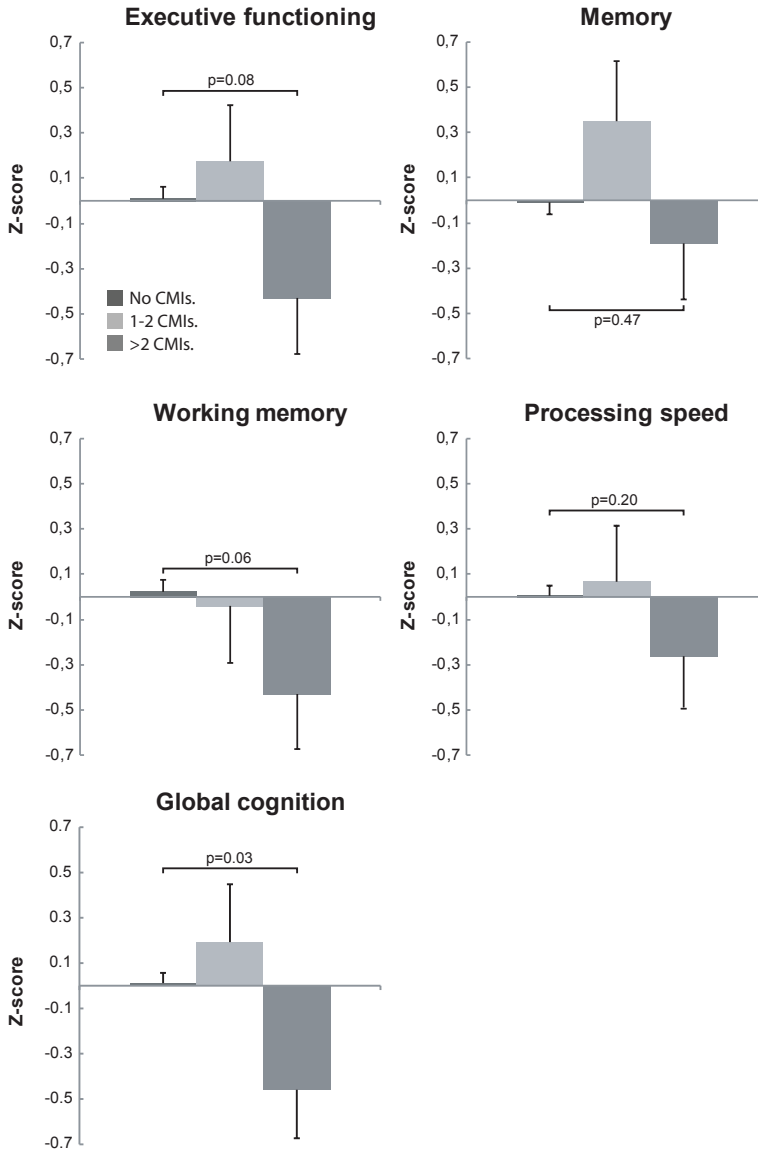 Executive functioning
0,7
0,5
0,3
0,1
-0,1
-0,3
-0,5
-0,7
Z-score
p=0.08
No CMIs.
1-2 CMIs.
>2 CMIs.
Memory
0,7
0,5
0,3
0,1
-0,1
-0,3
-0,5
-0,7
Z-score
p=0.47
Working memory
0,7
0,5
0,3
0,1
-0,1
-0,3
-0,5
-0,7
Z-score
p=0.06
Processing speed
0,7
0,5
0,3
0,1
-0,1
-0,3
-0,5
-0,7
Z-score
p=0.20
Global cognition
0.7
0.5
0.3
0.1
-0.1
-0.3
-0.5
-0.7
Z-score
p=0.03